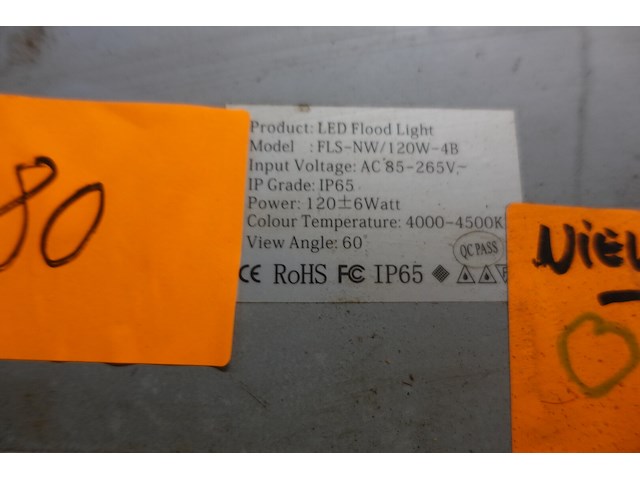 80
Product: LED Flood Light
Model : FLS-NW/120W-4B
Input Voltage: AC 85-265V~
IP Grade: IP65
Power: 120±6Watt
Colour Temperature: 4000-4500K
View Angle: 60°
QC PASS
CE RoHS FC IP65